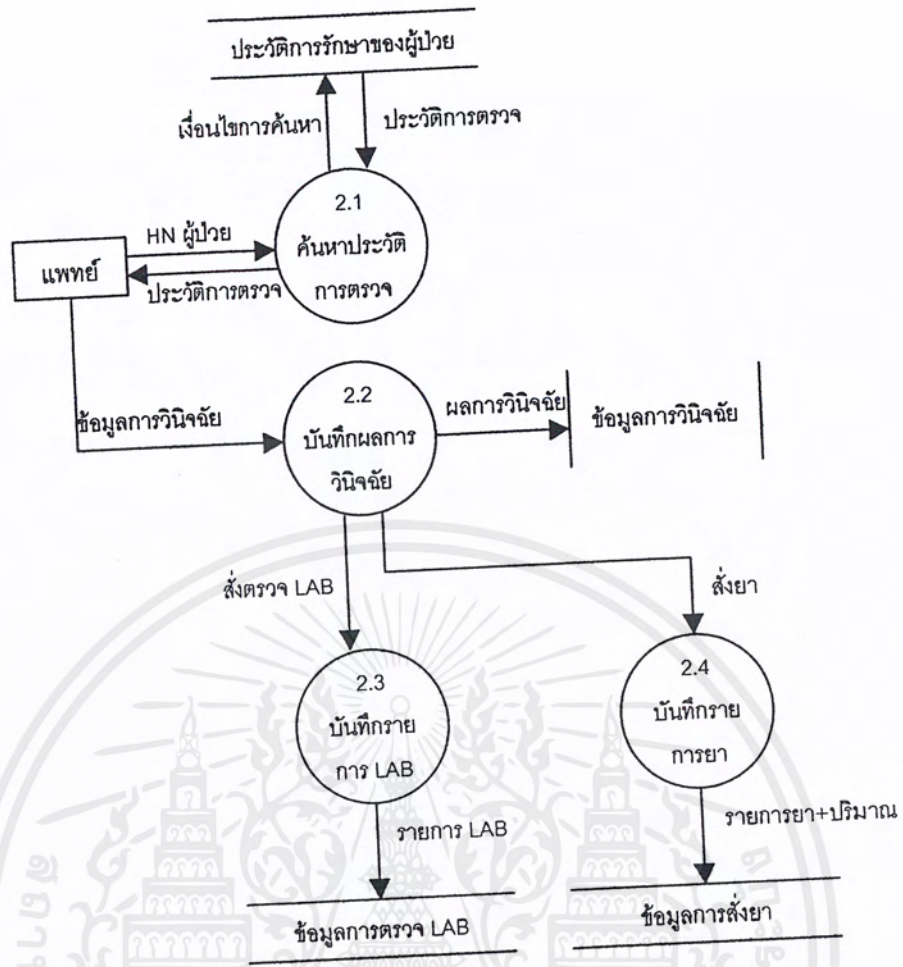 ประวัติการรักษาของผู้ป่วย
เงื่อนไขการค้นหา
ประวัติการตรวจ
2.1
ค้นหาประวัติ
การตรวจ
HN ผู้ป่วย
แพทย์
ประวัติการตรวจ
2.2
บันทึกผลการ
วินิจฉัย
ข้อมูลการวินิจฉัย
ผลการวินิจฉัย
ข้อมูลการวินิจฉัย
สั่งตรวจ LAB
สั่งยา
2.3
บันทึกราย
การ LAB
2.4
บันทึกราย
การยา
รายการ LAB
รายการยา+ปริมาณ
ข้อมูลการตรวจ LAB
ข้อมูลการสั่งยา